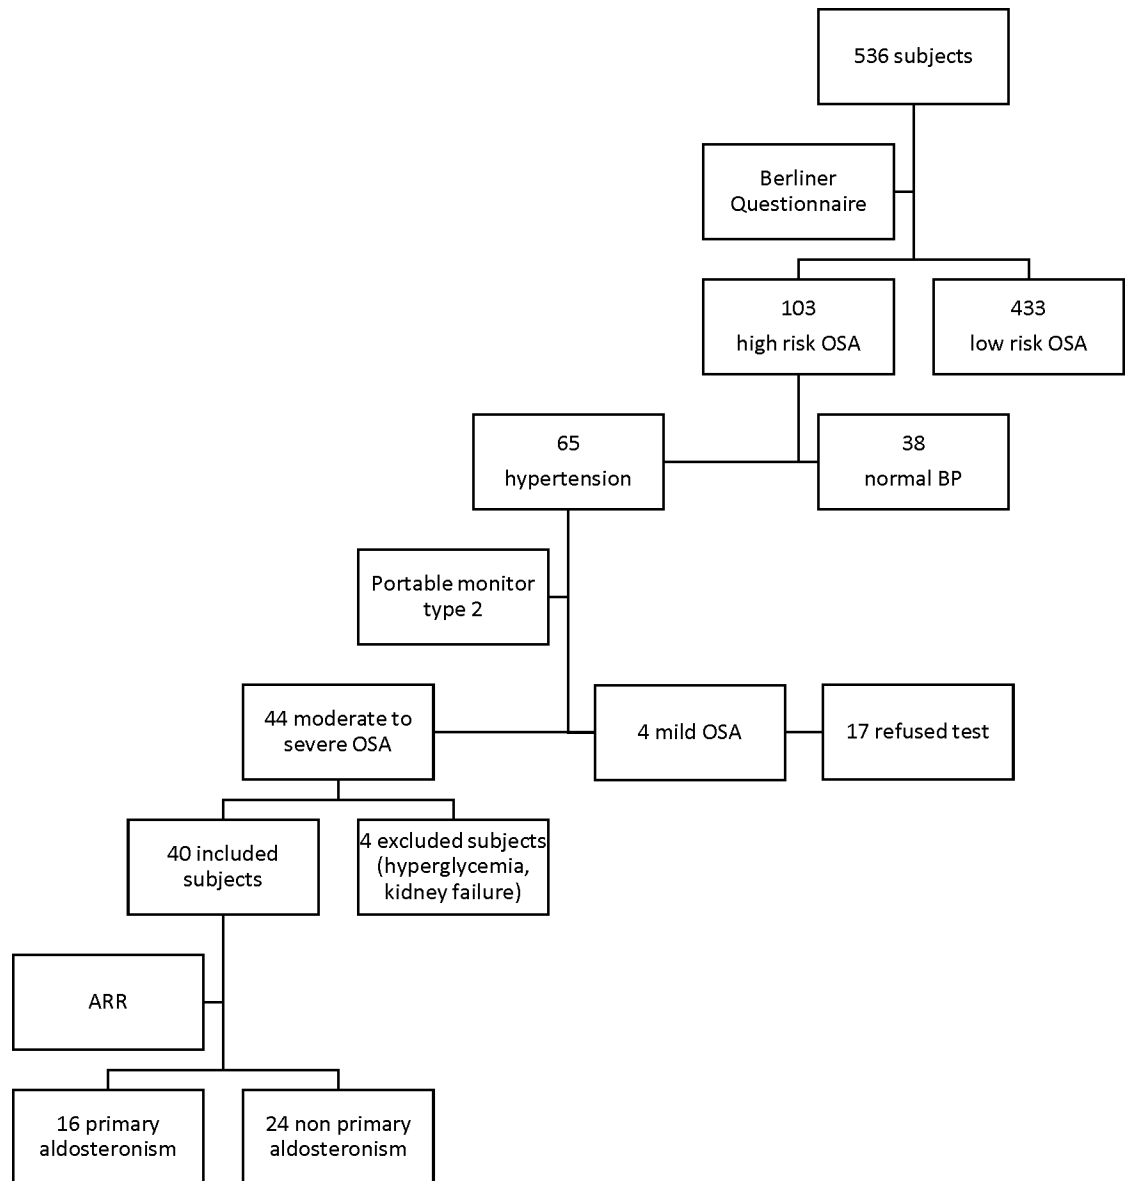 536 subjects
Berliner
Questionnaire
103
high risk OSA
433
low risk OSA
65
hypertension
38
normal BP
Portable monitor
type 2
44 moderate to
severe OSA
4 mild OSA
17 refused test
40 included
subjects
4 excluded subjects
(hyperglycemia,
kidney failure)
ARR
16 primary
aldosteronism
24 non primary
aldosteronism